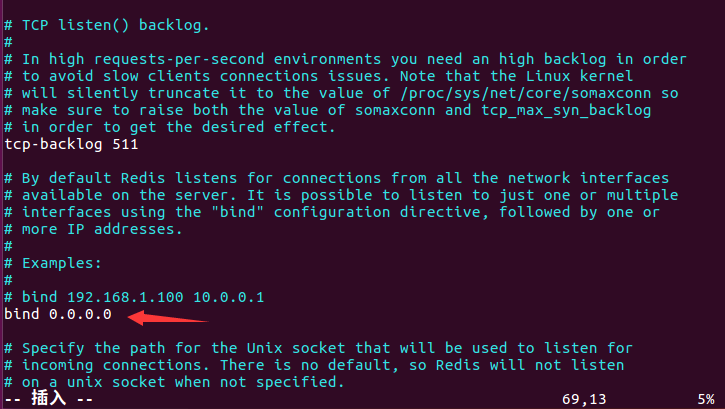 # TCP listen() backlog.
#
# In high requests-per-second environments you need an high backlog in order
# to avoid slow clients connections issues. Note that the Linux kernel
# will silently truncate it to the value of /proc/sys/net/core/somaxconn so
# make sure to raise both the value of somaxconn and tcp_max_syn_backlog
# in order to get the desired effect.
tcp-backlog 511
# By default Redis listens for connections from all the network interfaces
# available on the server. It is possible to listen to just one or multiple
# interfaces using the "bind" configuration directive, followed by one or
# more IP addresses.
#
# Examples:
#
# bind 192.168.1.100 10.0.0.1
bind 0.0.0.0
# Specify the path for the Unix socket that will be used to listen for
# incoming connections. There is no default, so Redis will not listen
# on a unix socket when not specified.
-- 插入 -- 69,13 5%